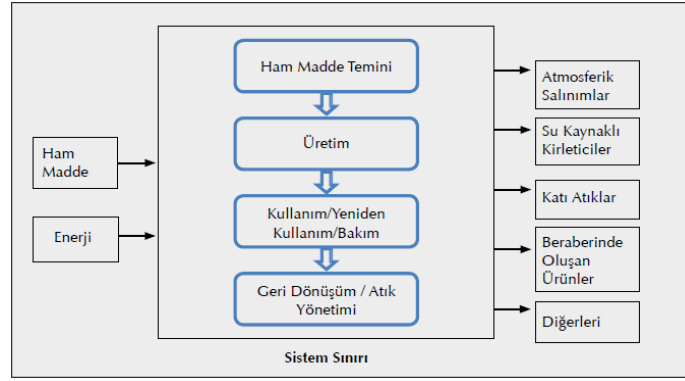 Ham Madde Temini
Üretim
Kullanım/Yeniden
Kullanım/Bakım
Geri Dönüşüm / Atık
Yönetimi
Ham
Madde
Enerji
Atmosferik
Salınımlar
Su Kaynaklı
Kirleticiler
Katı Atıklar
Beraberinde
Oluşan
Ürünler
Diğerleri
Sistem Sınırı